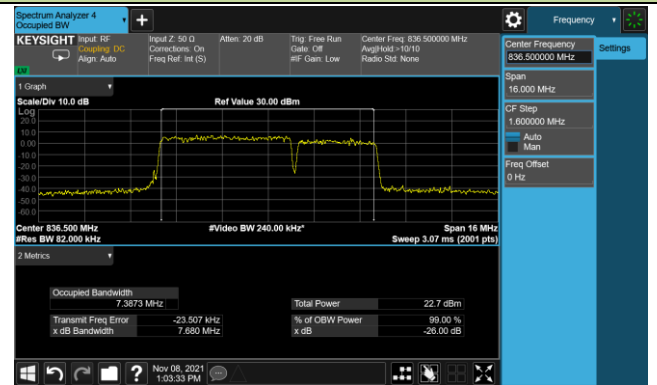 Spectrum Analyzer 4
Occupied BW
Frequency
KEYSIGHT
Input: RF
Coupling: DC
Align: Auto
Input Z: 50 Ω
Corrections: On
Freq Ref: Int (S)
Atten: 20 dB
Trig: Free Run
Gate: Off
#IF Gain: Low
Center Freq: 836.500000 MHz
Avg|Hold:>10/10
Radio Std: None
Center Frequency
836.500000 MHz
Settings
Span
16.000 MHz
CF Step
1.600000 MHz
Auto
Man
Freq Offset
0 Hz
1 Graph
Scale/Div 10.0 dB
Ref Value 30.00 dBm
Log
20.0
10.0
0.00
-10.0
-20.0
-30.0
-40.0
-50.0
-60.0
Center 836.500 MHz
#Video BW 240.00 kHz*
Span 16 MHz
#Res BW 82.000 kHz
Sweep 3.07 ms (2001 pts)
2 Metrics
Occupied Bandwidth
7.3873 MHz
Total Power 22.7 dBm
Transmit Freq Error -23.507 kHz
% of OBW Power 99.00 %
x dB Bandwidth 7.680 MHz
x dB -26.00 dB
Nov 08, 2021
1:03:33 PM